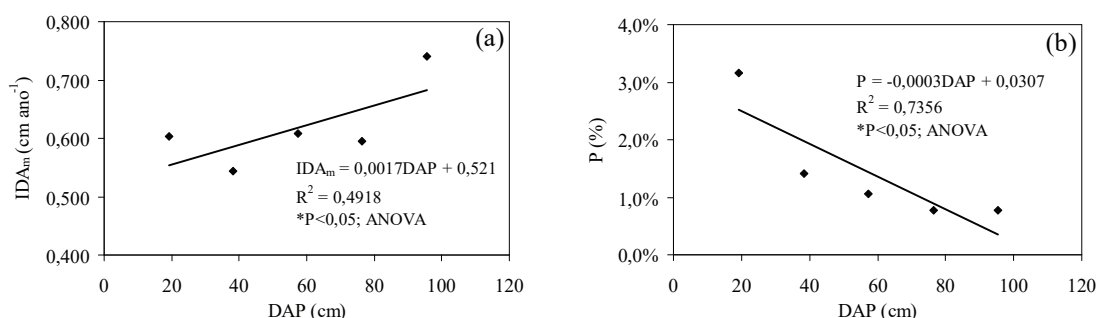 0,800
0,700
0,600
0,500
0,400
IDAm (cm ano-1)
(a)
IDAm = 0,0017DAP + 0,521
R2 = 0,4918
*P<0,05; ANOVA
0 20 40 60 80 100 120
DAP (cm)
4,0%
3,0%
2,0%
1,0%
0,0%
P (%)
(b)
P = -0,0003DAP + 0,0307
R2 = 0,7356
*P<0,05; ANOVA
0 20 40 60 80 100 120
DAP (cm)